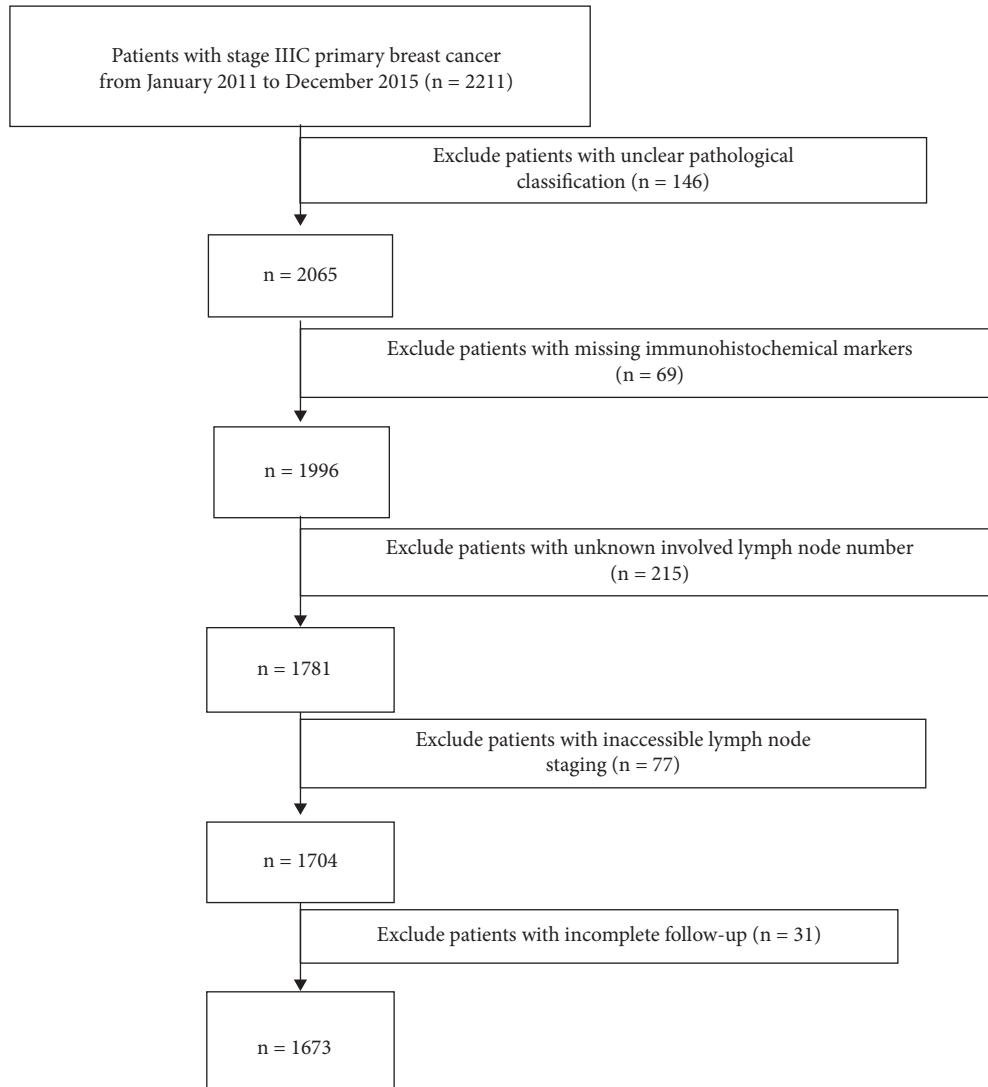 Patients with stage IIIC primary breast cancer
from January 2011 to December 2015 (n = 2211)
Exclude patients with unclear pathological
classification (n = 146)
n = 2065
Exclude patients with missing immunohistochemical markers
(n = 69)
n = 1996
Exclude patients with unknown involved lymph node number
(n = 215)
n = 1781
Exclude patients with inaccessible lymph node
staging (n = 77)
n = 1704
Exclude patients with incomplete follow-up (n = 31)
n = 1673